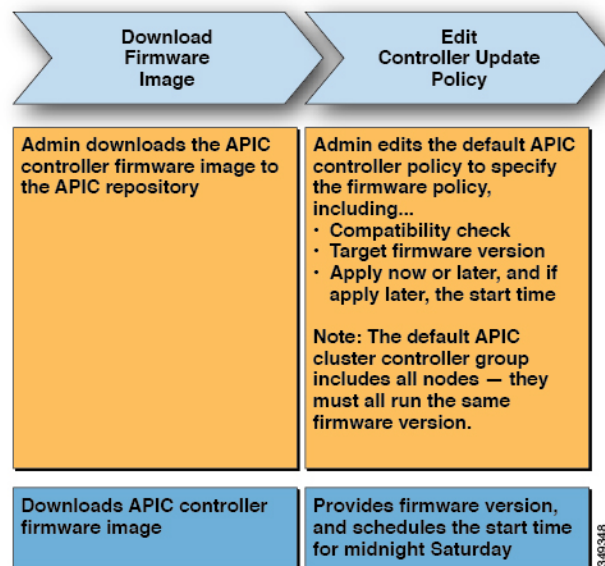 Download
Firmware
Image
Edit
Controller Update
Policy
Admin downloads the APIC
controller firmware image to
the APIC repository
Admin edits the default APIC
controller policy to specify
the firmware policy,
including...
· Compatibility check
· Target firmware version
· Apply now or later, and if
apply later, the start time
Note: The default APIC
cluster controller group
includes all nodes — they
must all run the same
firmware version.
Downloads APIC controller
firmware image
Provides firmware version,
and schedules the start time
for midnight Saturday
349348